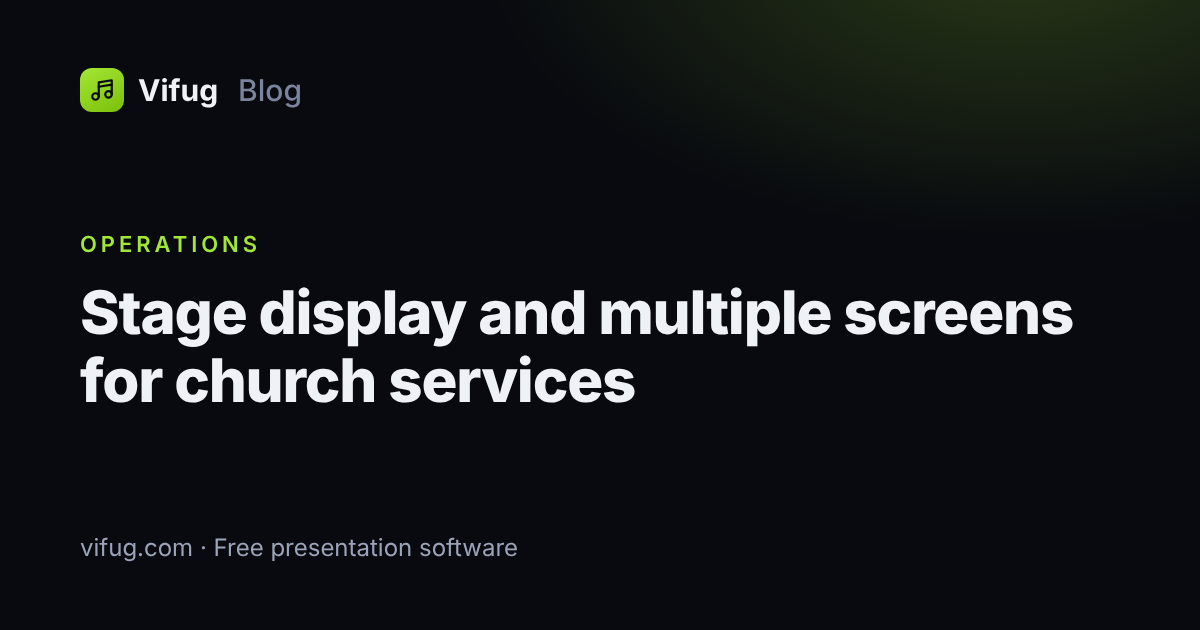 Vifug Blog
OPERATIONS
Stage display and multiple screens
for church services
vifug.com · Free presentation software